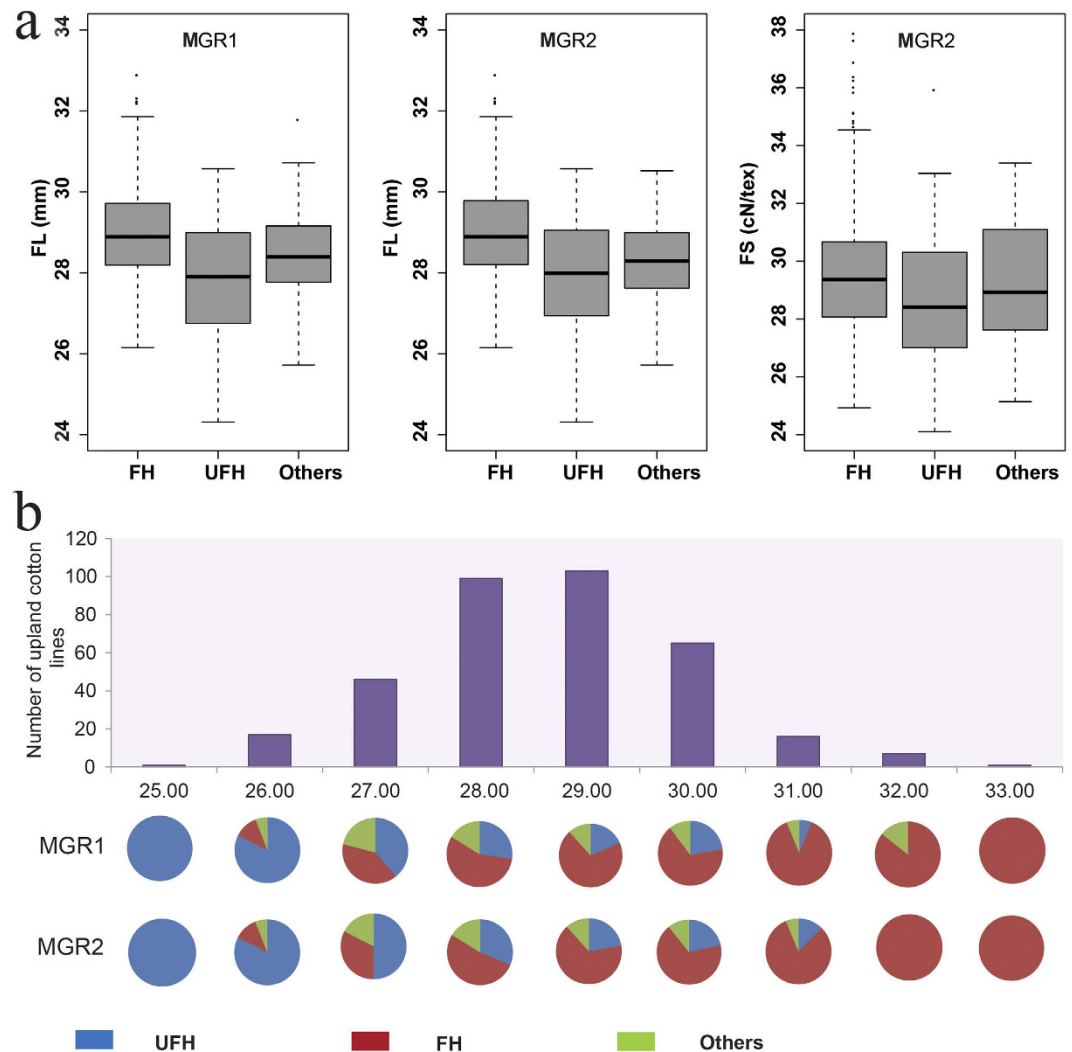 a
MGR1
FL (mm)
34
32
30
28
26
24
FH UFH Others
MGR2
FL (mm)
34
32
30
28
26
24
FH UFH Others
MGR2
FS (cN/tex)
38
36
34
32
30
28
26
24
FH UFH Others
b
Number of upland cotton
lines
120
100
80
60
40
20
0
25.00 26.00 27.00 28.00 29.00 30.00 31.00 32.00 33.00
MGR1
MGR2
UFH FH Others